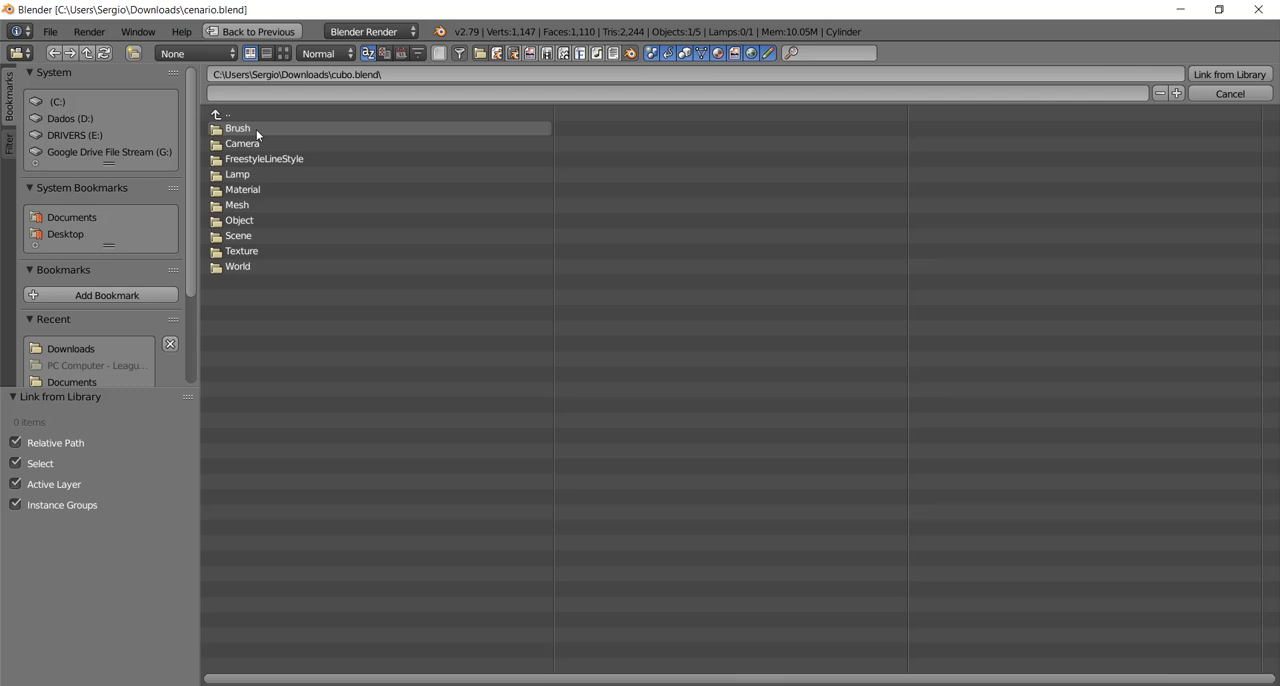 Blender [C:\Users\Sergio\Downloads\cenario.blend]
File Render Window Help Back to Previous Blender Render v2.79 | Verts:1,147 | Faces:1,110 | Tris:2,244 | Objects:1/5 | Lamps:0/1 | Mem:10.05M | Cylinder
None Normal
Bookmarks
Filter
System
(C:)
Dados (D:)
DRIVERS (E:)
Google Drive File Stream (G:)
System Bookmarks
Documents
Desktop
Bookmarks
Add Bookmark
Recent
Downloads
PC Computer - Leagu...
Documents
Link from Library
0 items
Relative Path
Select
Active Layer
Instance Groups
C:\Users\Sergio\Downloads\cubo.blend\
Link from Library
Cancel
..
Brush
Camera
FreestyleLineStyle
Lamp
Material
Mesh
Object
Scene
Texture
World